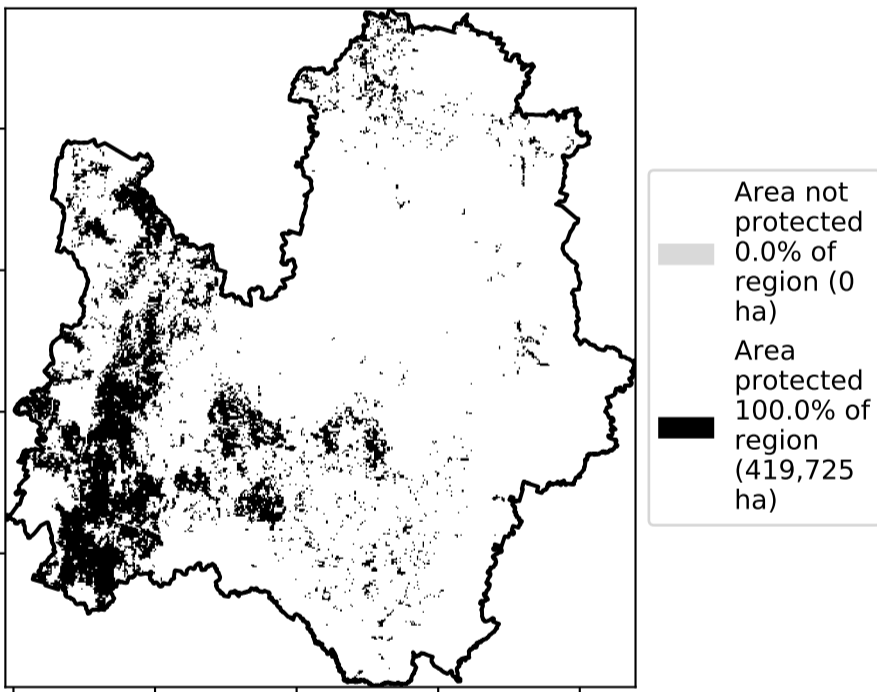 Area not
protected
0.0% of
region (0
ha)
Area
protected
100.0% of
region
(419,725
ha)